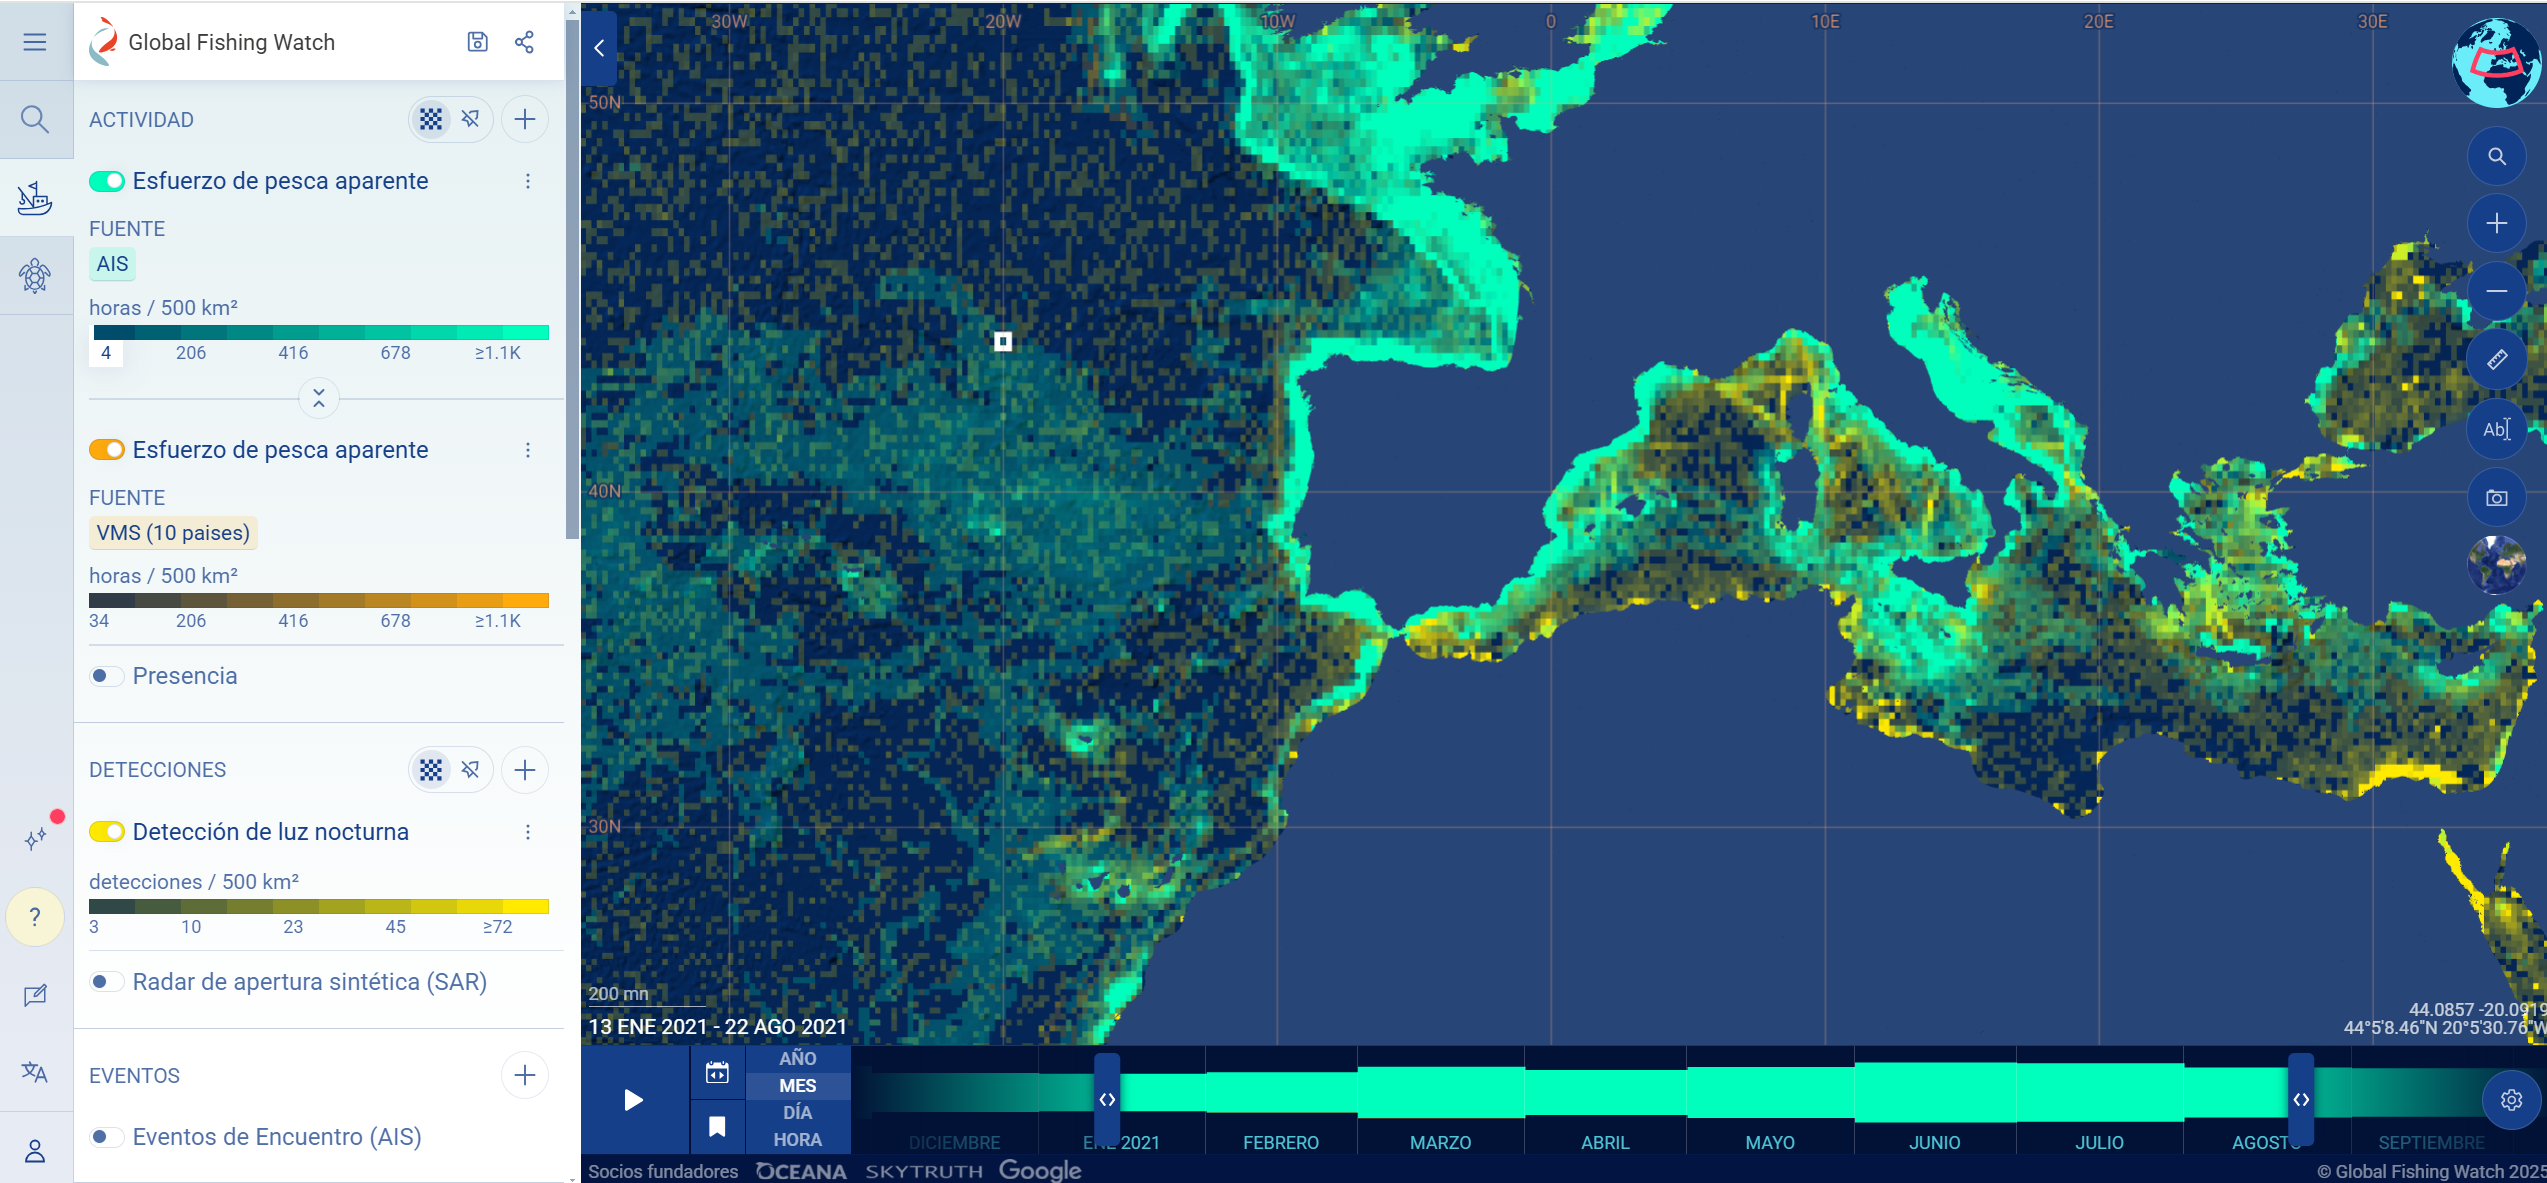 Global Fishing Watch
ACTIVIDAD
Esfuerzo de pesca aparente
FUENTE
AIS
horas / 500 km²
4 206 416 678 ≥1.1K
Esfuerzo de pesca aparente
FUENTE
VMS (10 paises)
horas / 500 km²
34 206 416 678 ≥1.1K
Presencia
DETECCIONES
Detección de luz nocturna
detecciones / 500 km²
3 10 23 45 ≥72
Radar de apertura sintética (SAR)
?
EVENTOS
Eventos de Encuentro (AIS)
30W 20W 10W 0 10E 20E 30E
50N
40N
30N
Ab
200 mn
13 ENE 2021 - 22 AGO 2021
44.0857 -20.0919
44°5'8.46"N 20°5'30.76"W
AÑO
MES
DÍA
HORA
DICIEMBRE ENE 2021 FEBRERO MARZO ABRIL MAYO JUNIO JULIO AGOSTO SEPTIEMBRE
Socios fundadores OCEANA SKYTRUTH Google
© Global Fishing Watch 2025